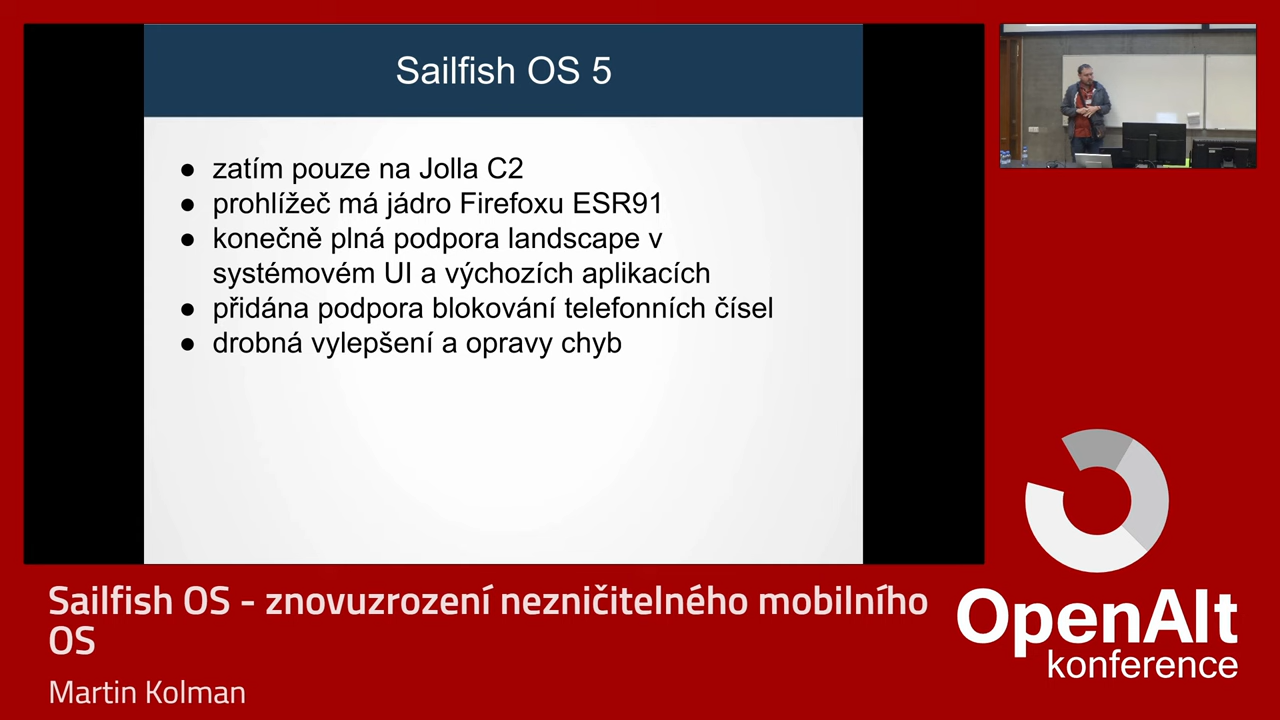 Sailfish OS 5
● zatím pouze na Jolla C2
● prohlížeč má jádro Firefoxu ESR91
● konečně plná podpora landscape v
systémovém UI a výchozích aplikacích
● přidána podpora blokování telefonních čísel
● drobná vylepšení a opravy chyb
Sailfish OS - znovuzrození nezničitelného mobilního
OS
Martin Kolman
OpenAlt
konference